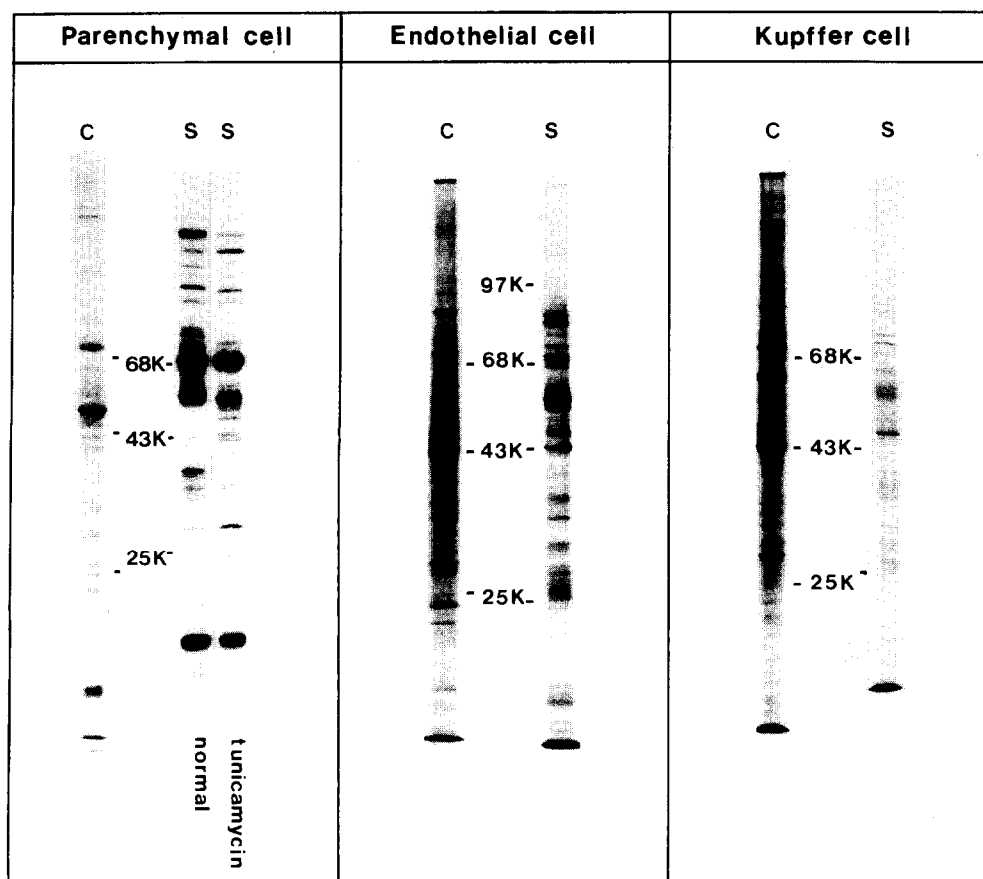 Parenchymal cell
Endothelial cell
Kupffer cell
C
S
S
C
S
C
S
97K-
- 68K-
- 68K-
- 68K-
- 43K-
- 43K-
- 43K-
25K-
- 25K-
- 25K
normal
tunicamycin